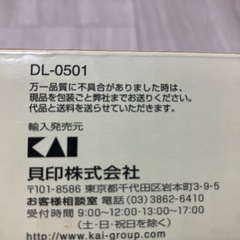 DL-0501
万一品質に不具合がありました時は、
現品を包装ごと弊社までお送りください。
代品と送料を送らせていただきます。
輸入発売元
KAI
貝印株式会社
〒101-8586 東京都千代田区岩本町3-9-5
お客様相談室 電話 (03) 3862-6410
受付時間 9:00~12:00・13:00~17:00
(土・日・祝日を除く)
http://www.kai-group.com/